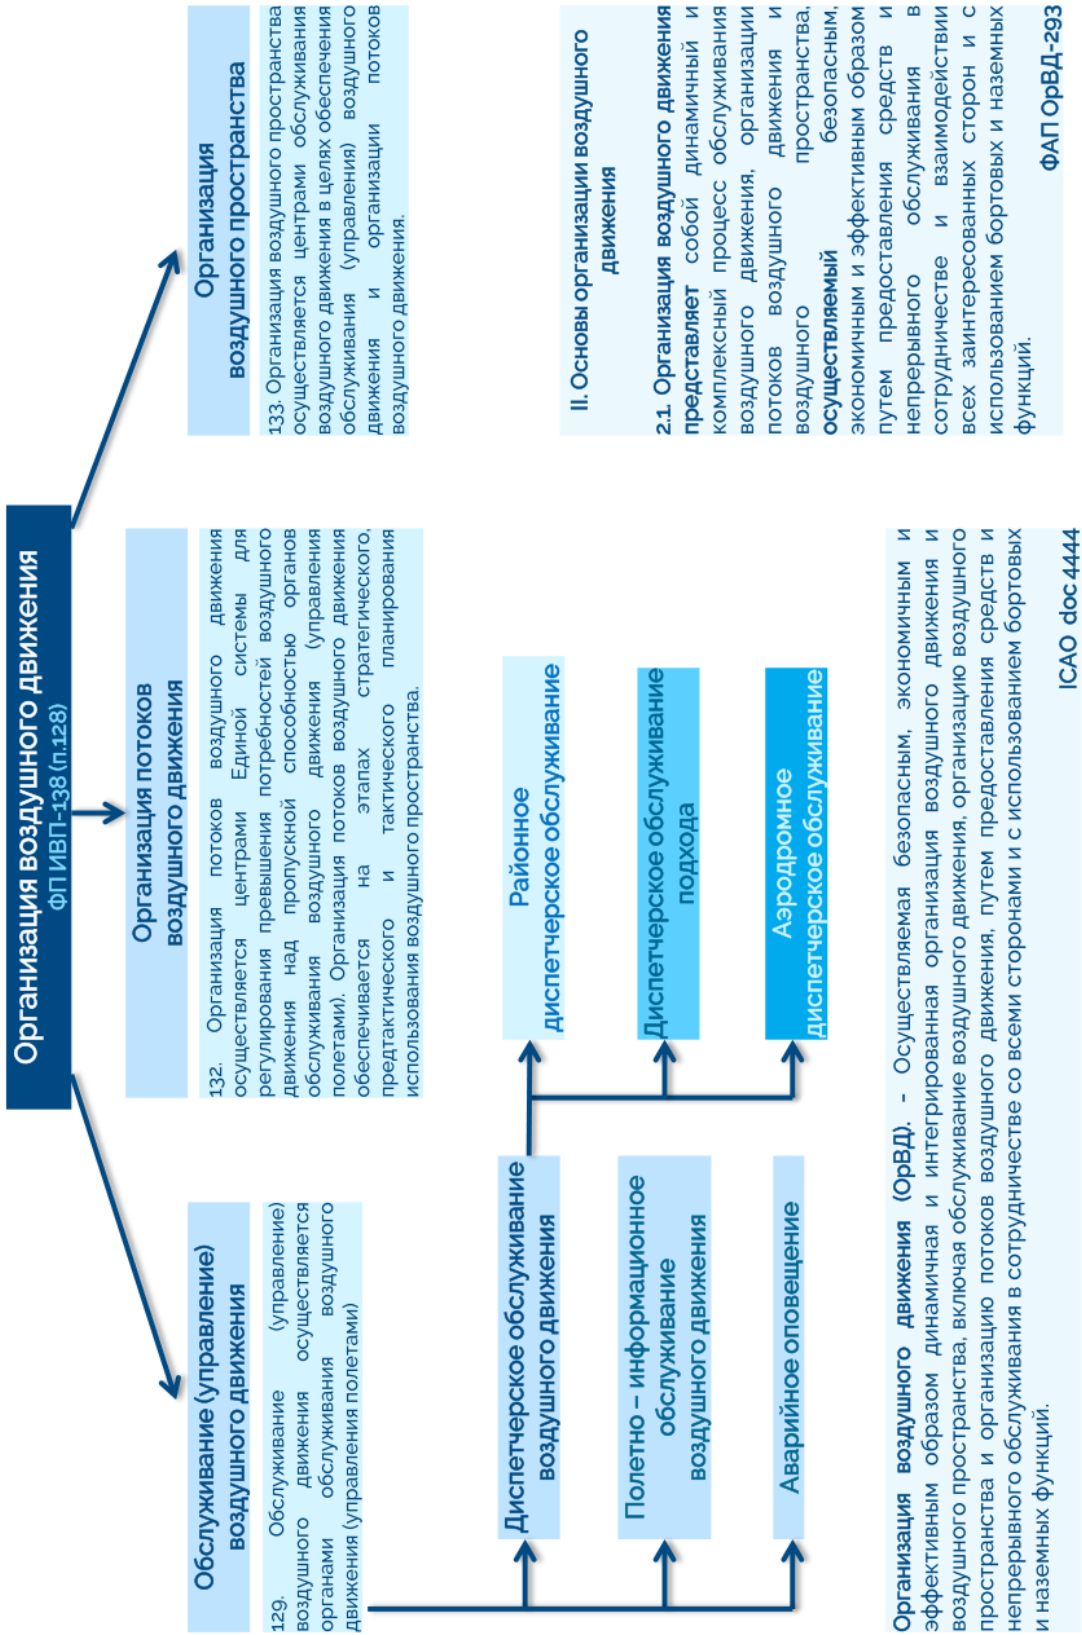 Организация воздушного движения
ФП ИВП-138 (п.128)
Обслуживание (управление)
воздушного движения
129. Обслуживание (управление)
воздушного движения осуществляется
органами обслуживания воздушного
движения (управления полетами)
Организация потоков
воздушного движения
132. Организация потоков воздушного движения
осуществляется центрами Единой системы для
регулирования превышения потребностей воздушного
движения над пропускной способностью органов
обслуживания воздушного движения (управления
полетами). Организация потоков воздушного движения
обеспечивается на этапах стратегического,
предтактического и тактического планирования
использования воздушного пространства.
Организация
воздушного пространства
133. Организация воздушного пространства
осуществляется центрами обслуживания
воздушного движения в целях обеспечения
обслуживания (управления) воздушного
движения и организации потоков
воздушного движения.
Диспетчерское обслуживание
воздушного движения
Полетно – информационное
обслуживание
воздушного движения
Аварийное оповещение
Районное
диспетчерское обслуживание
Диспетчерское обслуживание
подхода
Аэродромное
диспетчерское обслуживание
II. Основы организации воздушного
движения
2.1. Организация воздушного движения
представляет собой динамичный и
комплексный процесс обслуживания
воздушного движения, организации
потоков воздушного движения и
воздушного пространства,
осуществляемый безопасным,
экономичным и эффективным образом
путем предоставления средств и
непрерывного обслуживания в
сотрудничестве и взаимодействии
всех заинтересованных сторон и с
использованием бортовых и наземных
функций.
ФАП ОрВД-293
Организация воздушного движения (ОрВД). - Осуществляемая безопасным, экономичным и
эффективным образом динамичная и интегрированная организация воздушного движения и
воздушного пространства, включая обслуживание воздушного движения, организацию воздушного
пространства и организацию потоков воздушного движения, путем предоставления средств и
непрерывного обслуживания в сотрудничестве со всеми сторонами и с использованием бортовых
и наземных функций.
ICAO doc 4444